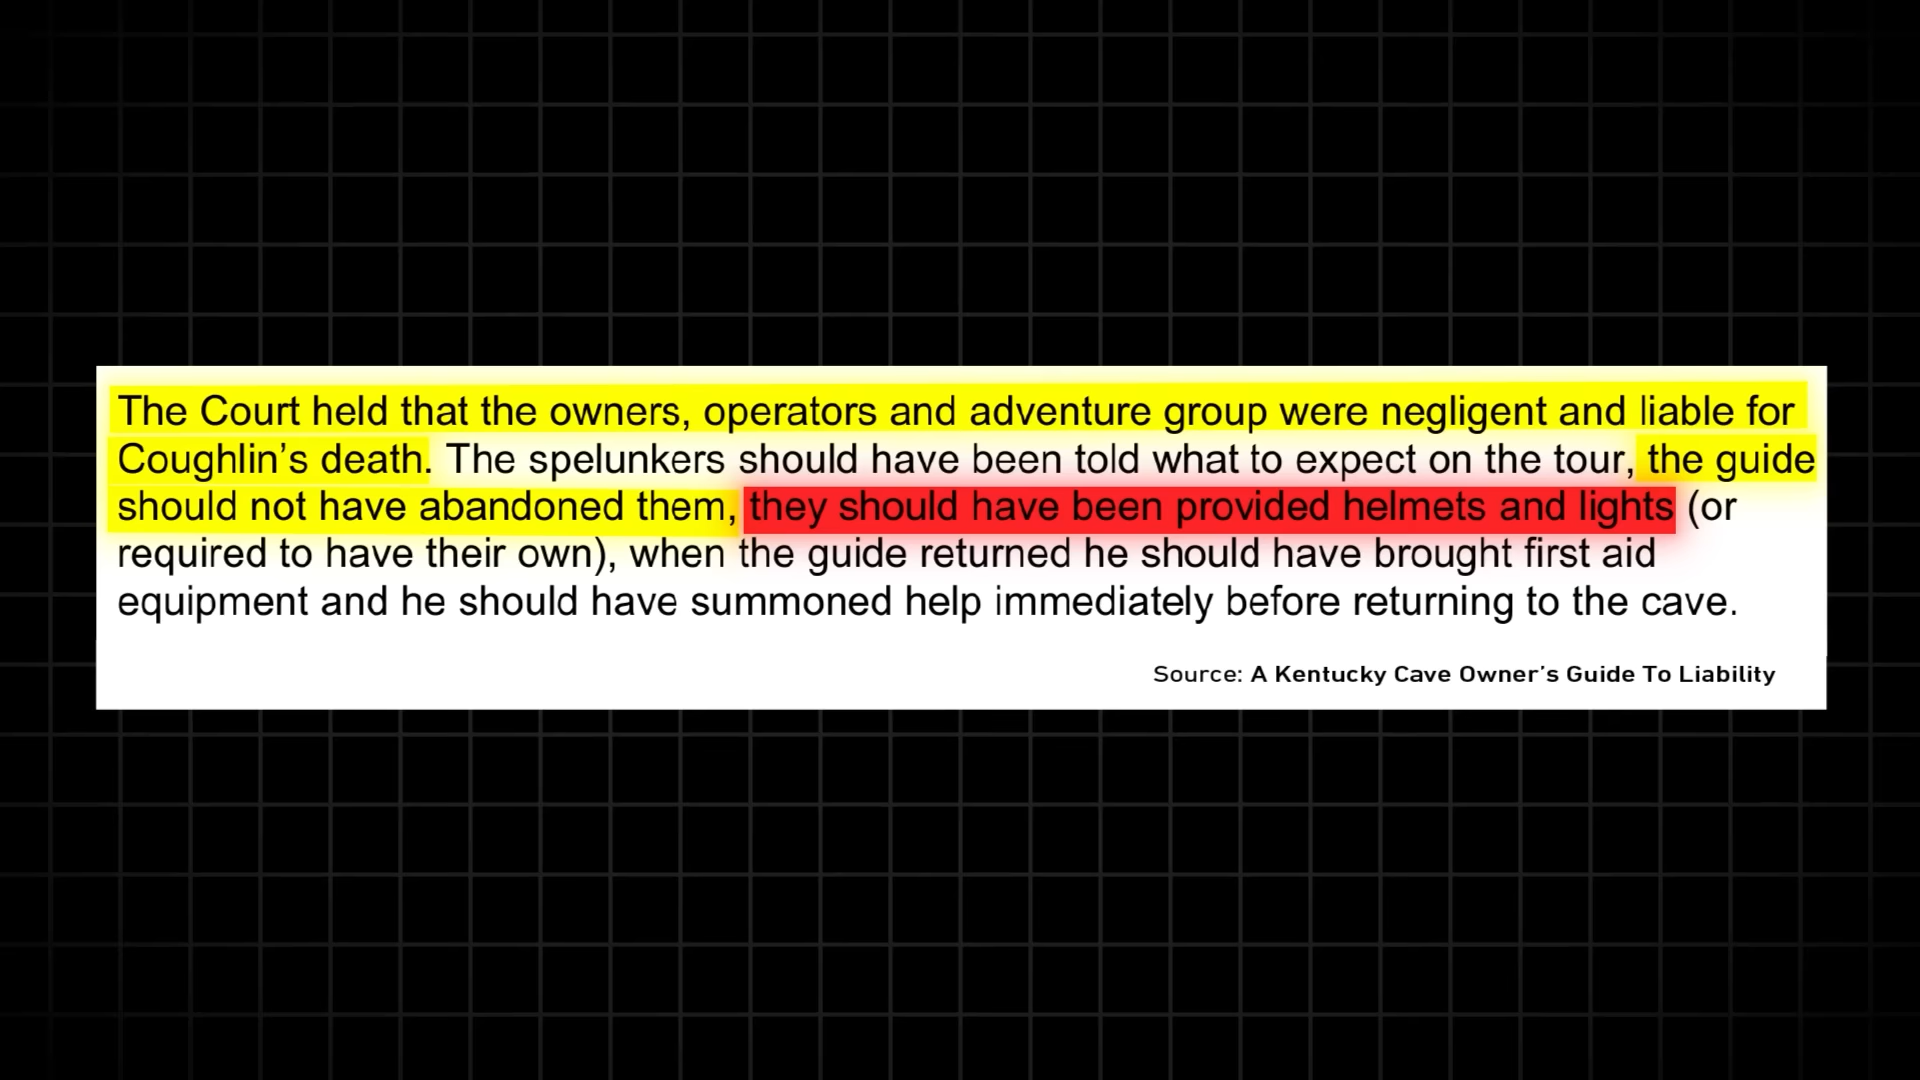 The Court held that the owners, operators and adventure group were negligent and liable for
Coughlin’s death. The spelunkers should have been told what to expect on the tour, the guide
should not have abandoned them, they should have been provided helmets and lights (or
required to have their own), when the guide returned he should have brought first aid
equipment and he should have summoned help immediately before returning to the cave.
Source: A Kentucky Cave Owner’s Guide To Liability